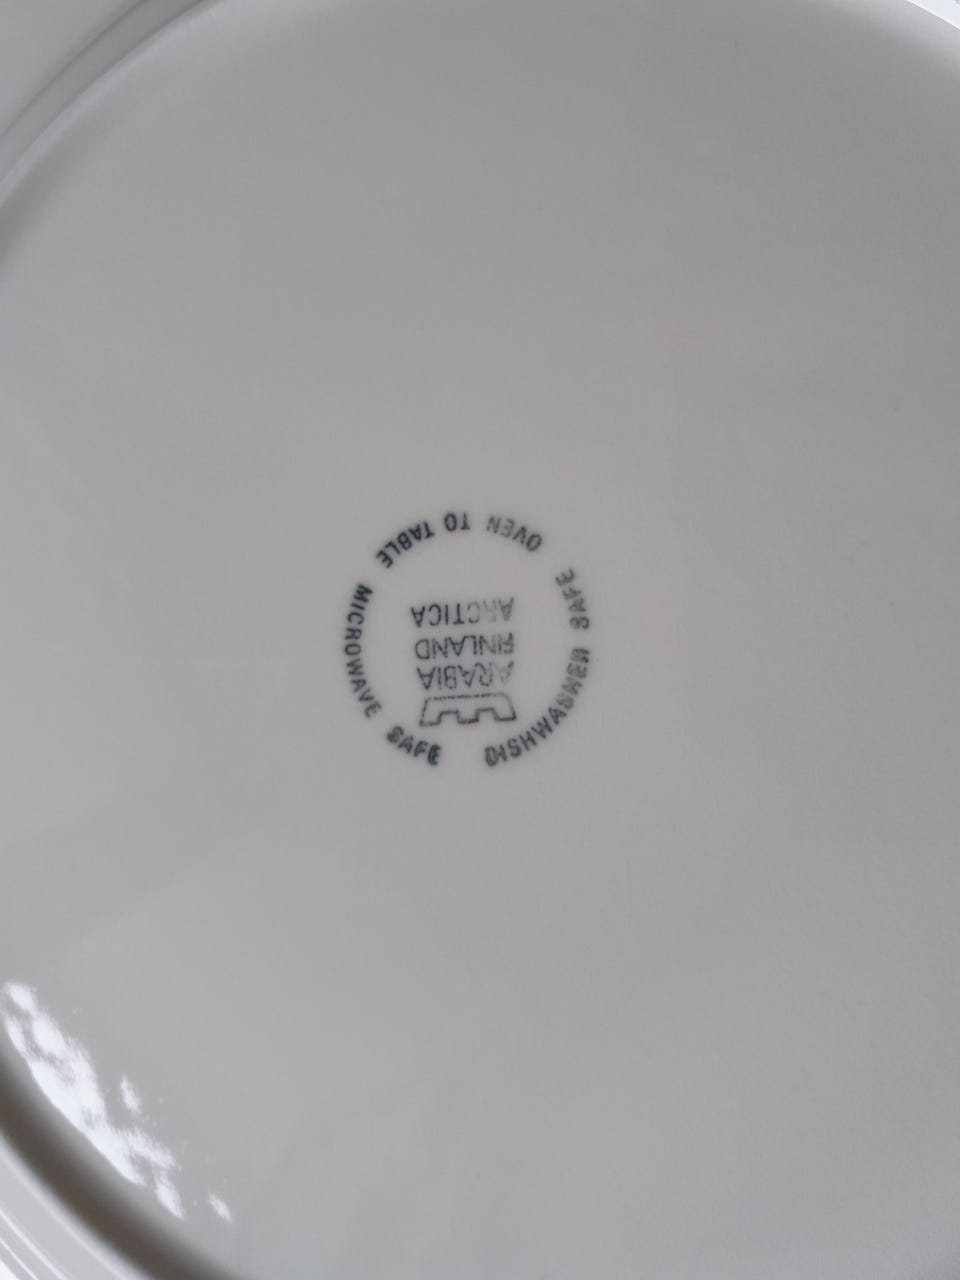 ARABIA
FINLAND
ARCTICA
DISHWASHER SAFE
OVEN TO TABLE
MICROWAVE SAFE